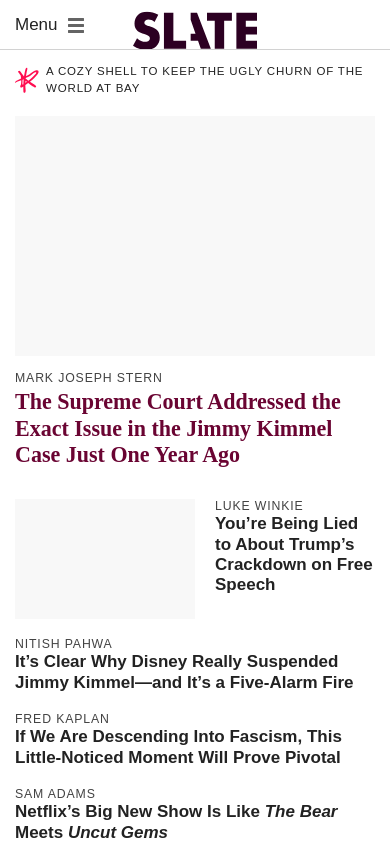 Menu
SLATE
A COZY SHELL TO KEEP THE UGLY CHURN OF THE
WORLD AT BAY
MARK JOSEPH STERN
The Supreme Court Addressed the
Exact Issue in the Jimmy Kimmel
Case Just One Year Ago
LUKE WINKIE
You’re Being Lied
to About Trump’s
Crackdown on Free
Speech
NITISH PAHWA
It’s Clear Why Disney Really Suspended
Jimmy Kimmel—and It’s a Five-Alarm Fire
FRED KAPLAN
If We Are Descending Into Fascism, This
Little-Noticed Moment Will Prove Pivotal
SAM ADAMS
Netflix’s Big New Show Is Like The Bear
Meets Uncut Gems